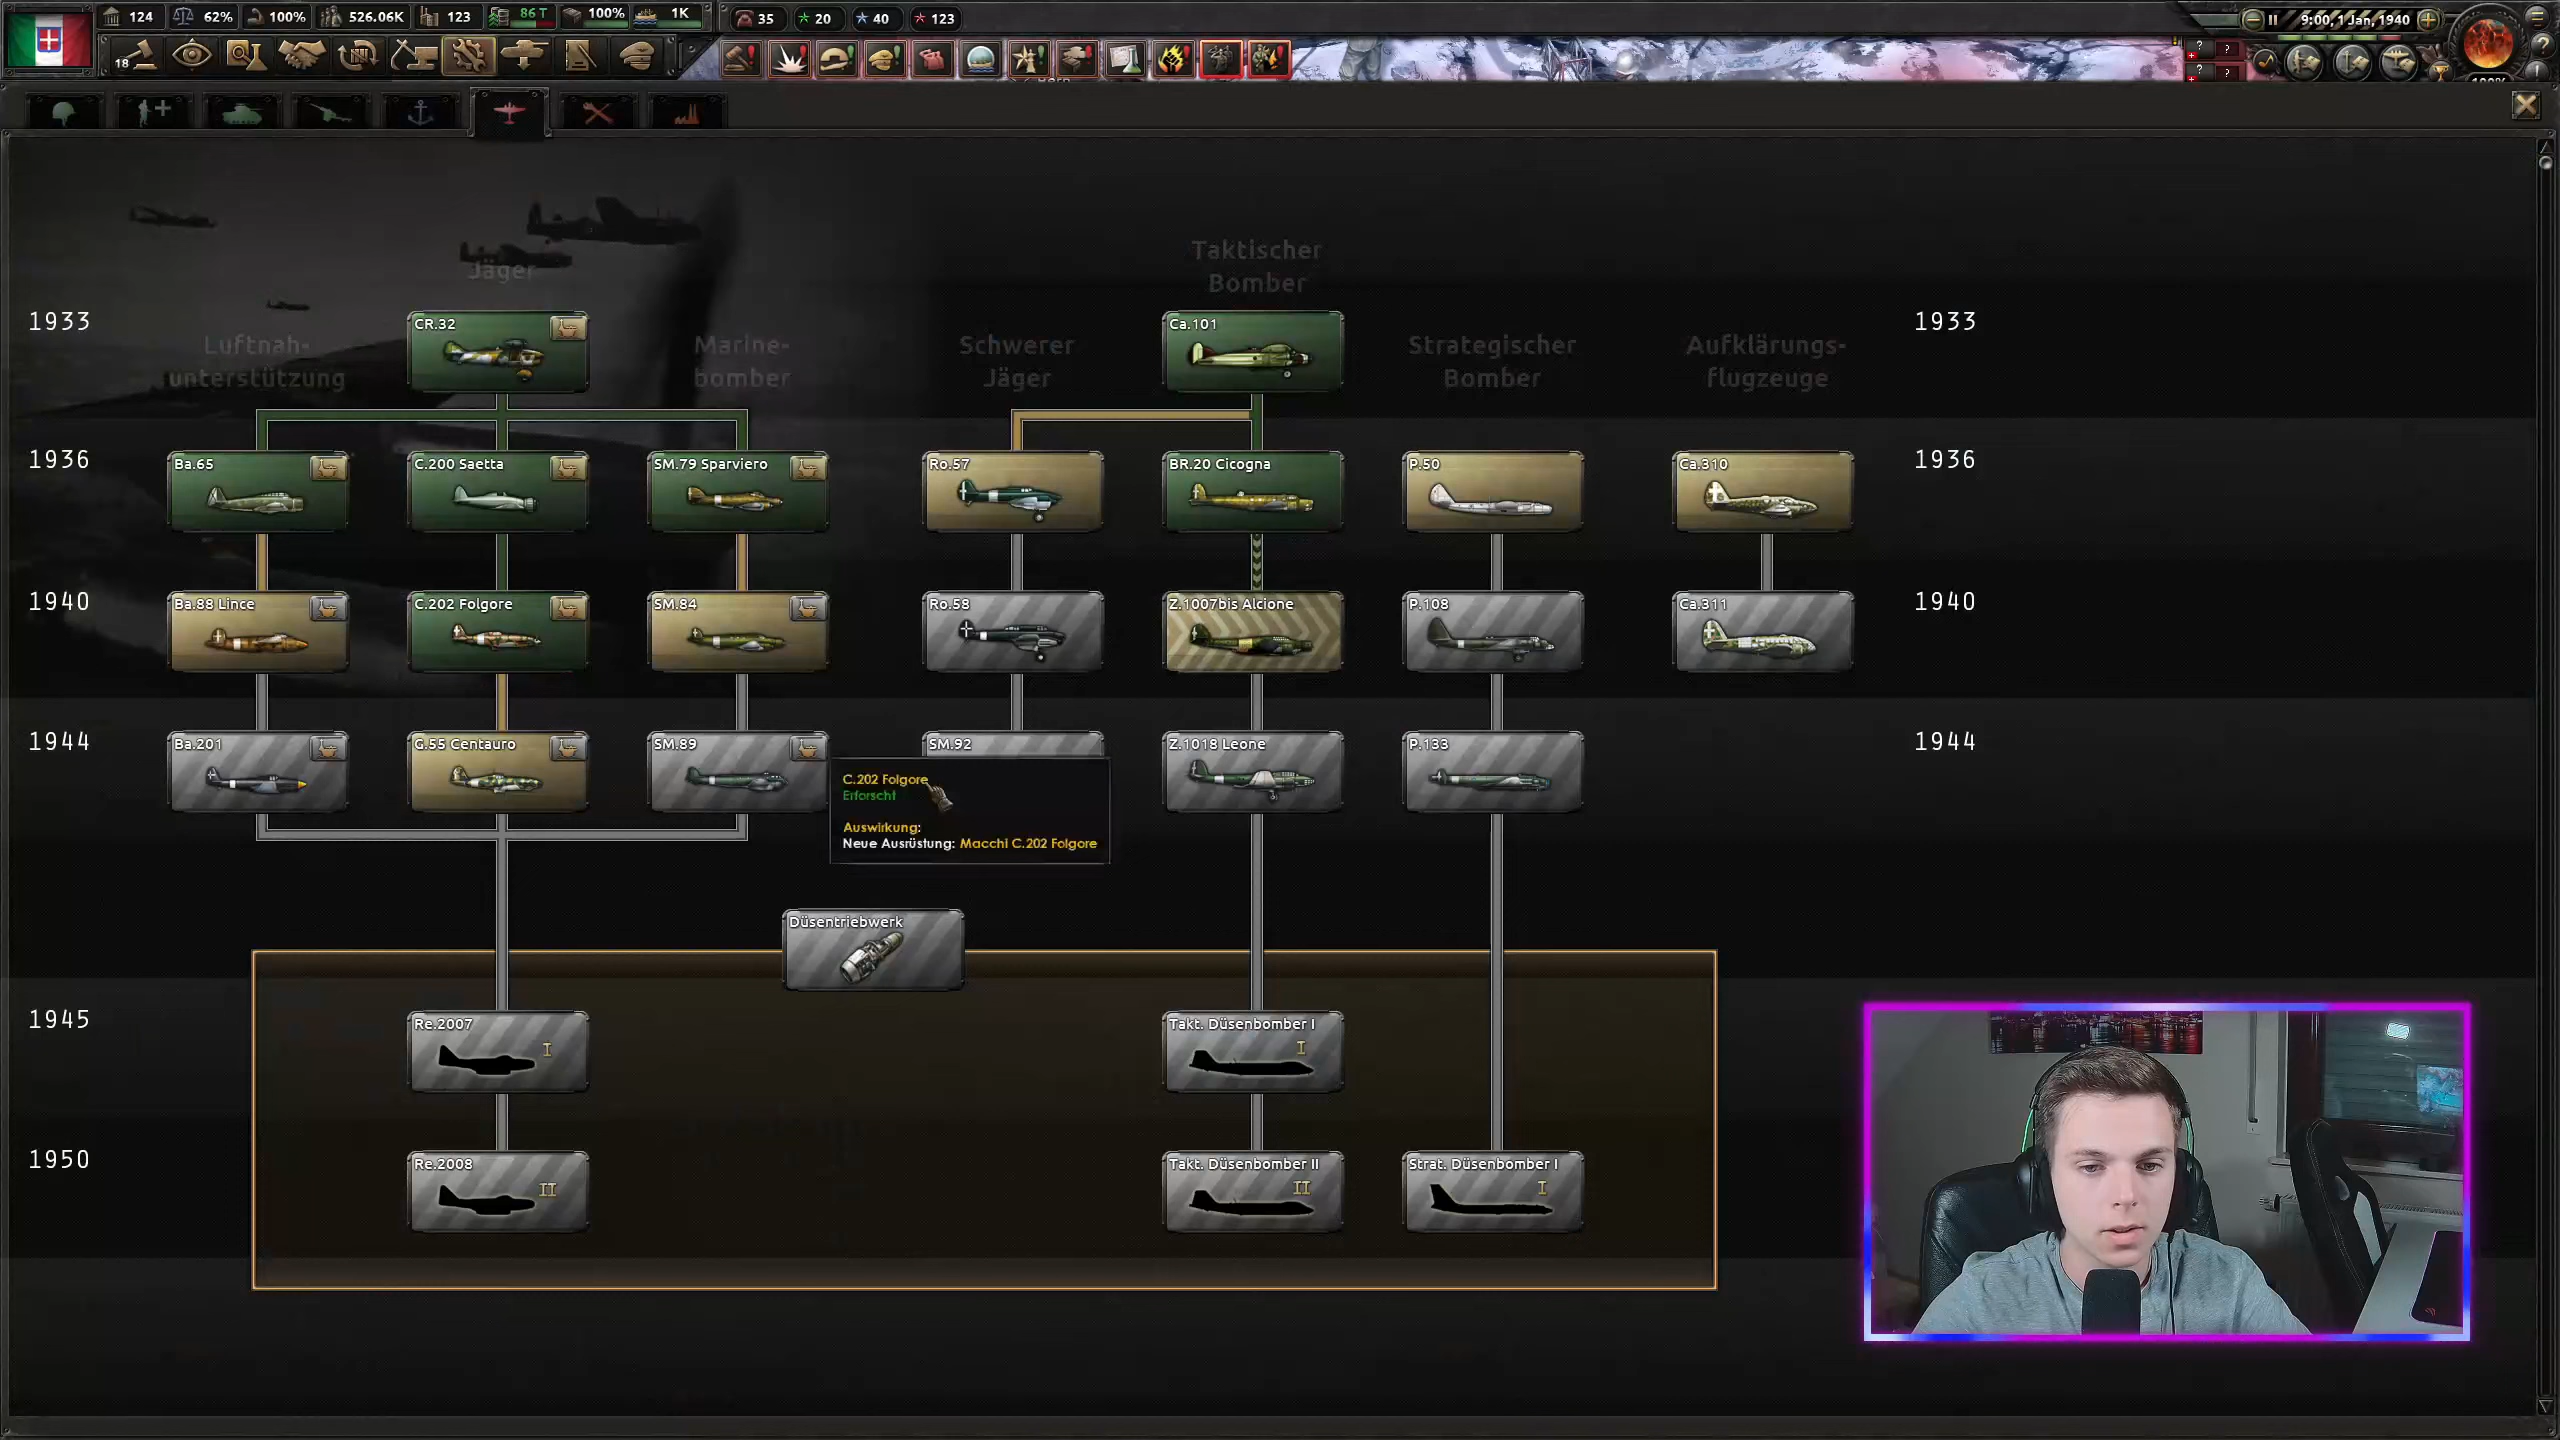 124
62%
100%
526.06K
123
86 T
100%
1K
35
20
40
123
9:00, 1 Jan, 1940
18
Jäger
Taktischer
Bomber
1933
CR.32
Ca.101
1933
Luftnah-
unterstützung
Marine-
bomber
Schwerer
Jäger
Strategischer
Bomber
Aufklärungs-
flugzeuge
1936
Ba.65
C.200 Saetta
SM.79 Sparviero
Ro.57
BR.20 Cicogna
P.50
Ca.310
1936
1940
Ba.88 Lince
C.202 Folgore
SM.84
Ro.58
Z.1007bis Alcione
P.108
Ca.311
1940
1944
Ba.201
G.55 Centauro
SM.89
SM.92
Z.1018 Leone
P.133
1944
C.202 Folgore
Erforscht
Auswirkung:
Neue Ausrüstung: Macchi C.202 Folgore
Düsentriebwerk
1945
Re.2007
I
Takt. Düsenbomber I
I
1950
Re.2008
II
Takt. Düsenbomber II
II
Strat. Düsenbomber I
I